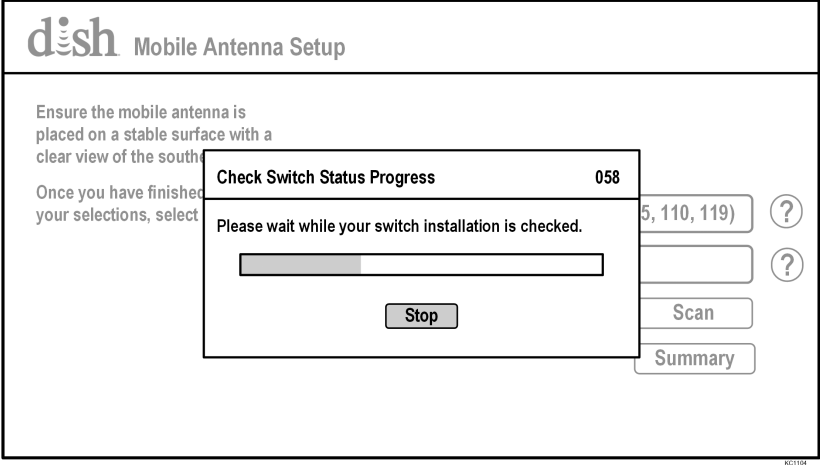 dish Mobile Antenna Setup
Ensure the mobile antenna is
placed on a stable surface with a
clear view of the
Once you have finished
your selections, select
Check Switch Status Progress 058
Please wait while your switch installation is checked.
Stop
5, 110, 119) ?
?
Scan
Summary
KC1104